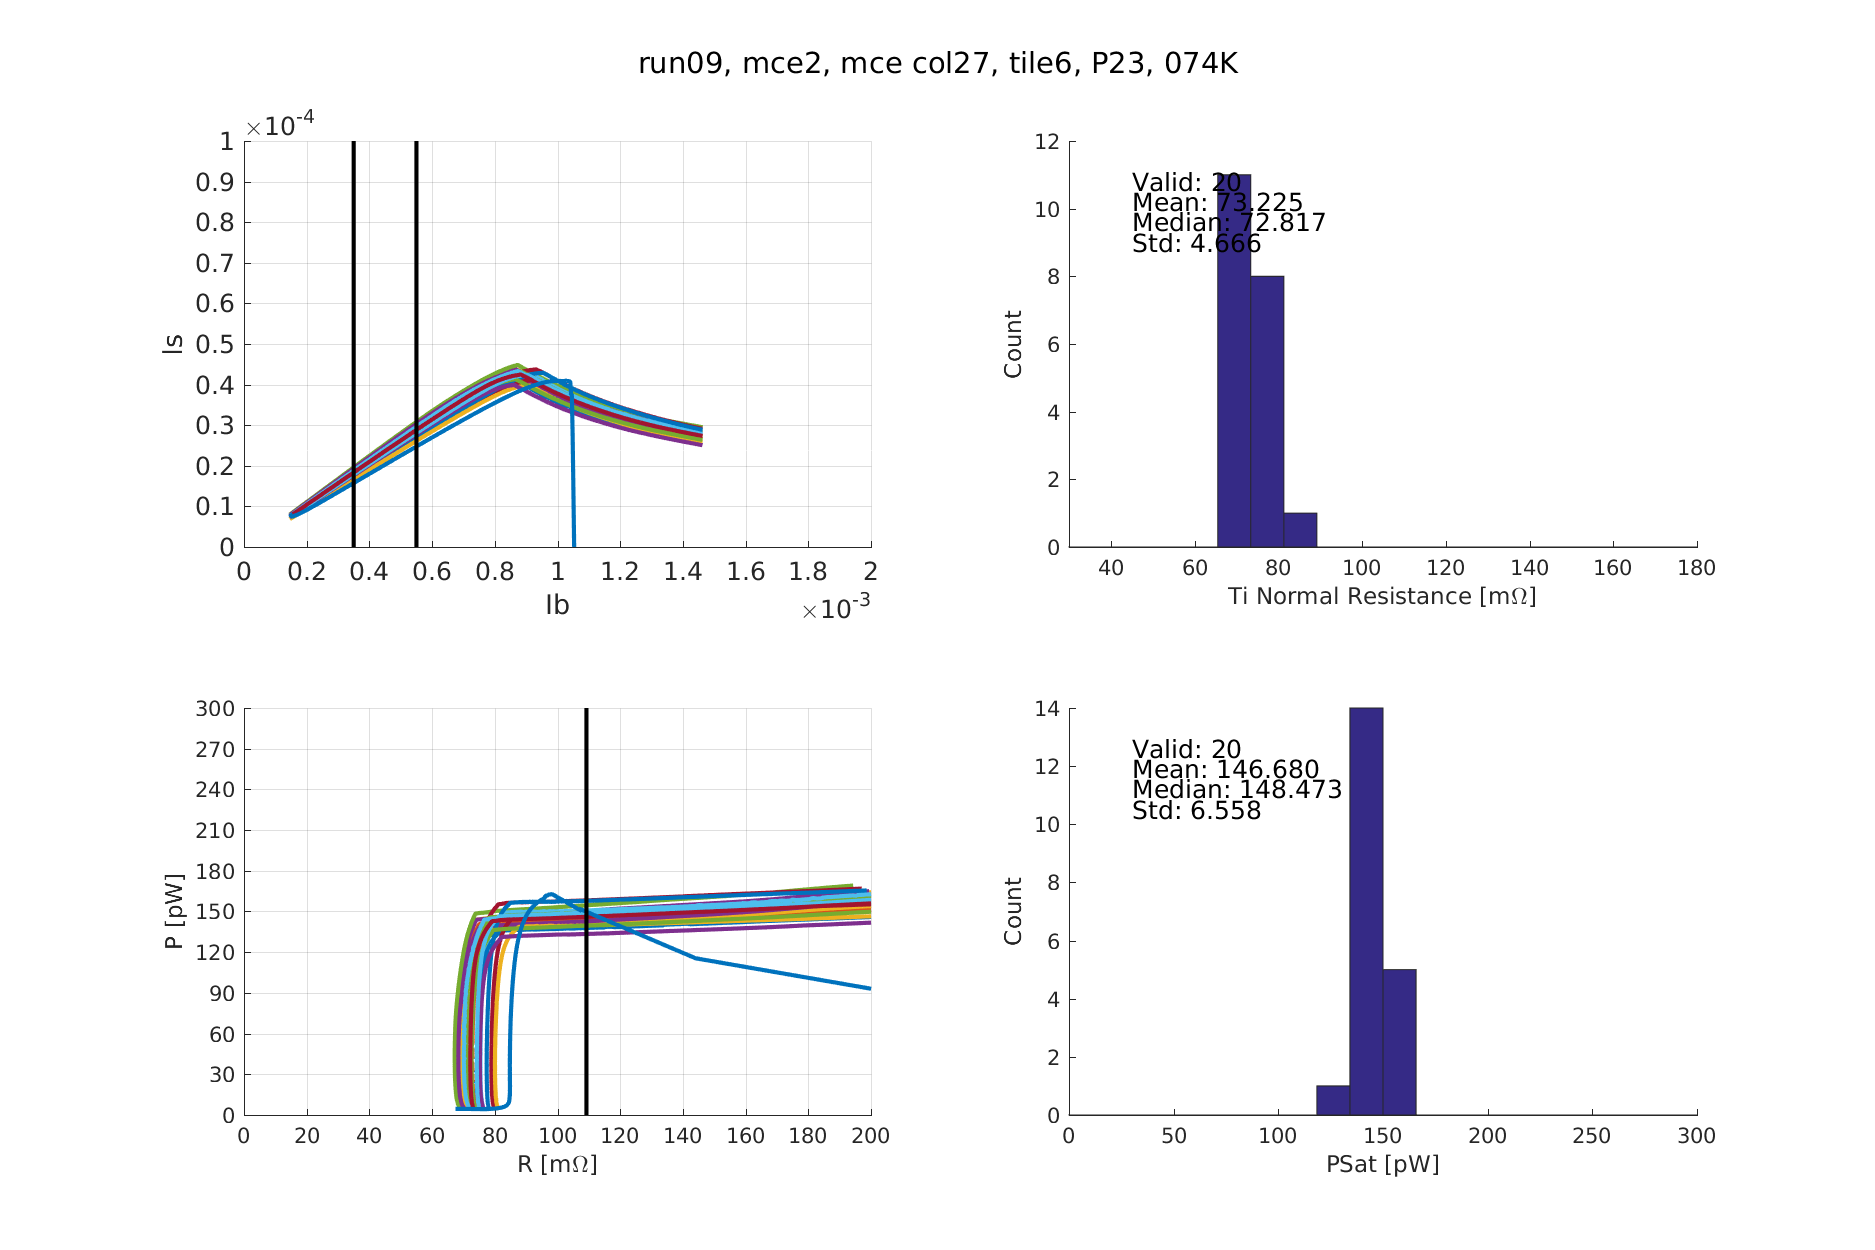 run09, mce2, mce col27, tile6, P23, 074K
×10-4
1
0.9
0.8
0.7
0.6
0.5
0.4
0.3
0.2
0.1
0
Is
0 0.2 0.4 0.6 0.8 1 1.2 1.4 1.6 1.8 2
Ib
×10-3
12
10
8
6
4
2
0
Count
Valid: 20
Mean: 73.225
Median: 72.817
Std: 4.666
40 60 80 100 120 140 160 180
Ti Normal Resistance [mΩ]
300
270
240
210
180
150
120
90
60
30
0
P [pW]
0 20 40 60 80 100 120 140 160 180 200
R [mΩ]
14
12
10
8
6
4
2
0
Count
Valid: 20
Mean: 146.680
Median: 148.473
Std: 6.558
0 50 100 150 200 250 300
PSat [pW]